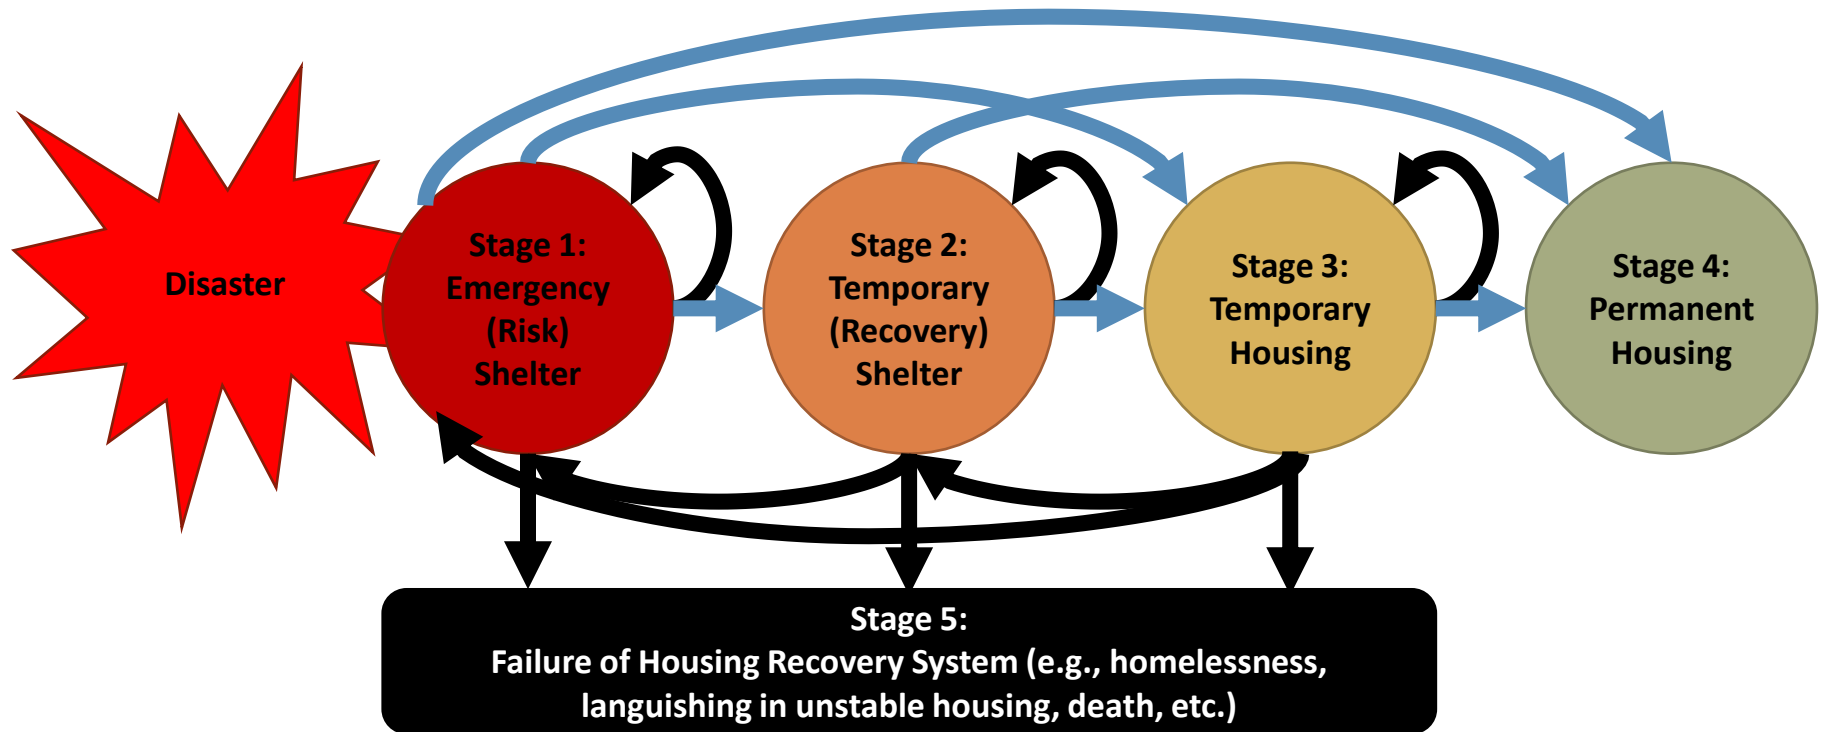 Disaster
Stage 1:
Emergency
(Risk)
Shelter
Stage 2:
Temporary
(Recovery)
Shelter
Stage 3:
Temporary
Housing
Stage 4:
Permanent
Housing
Stage 5:
Failure of Housing Recovery System (e.g., homelessness,
languishing in unstable housing, death, etc.)